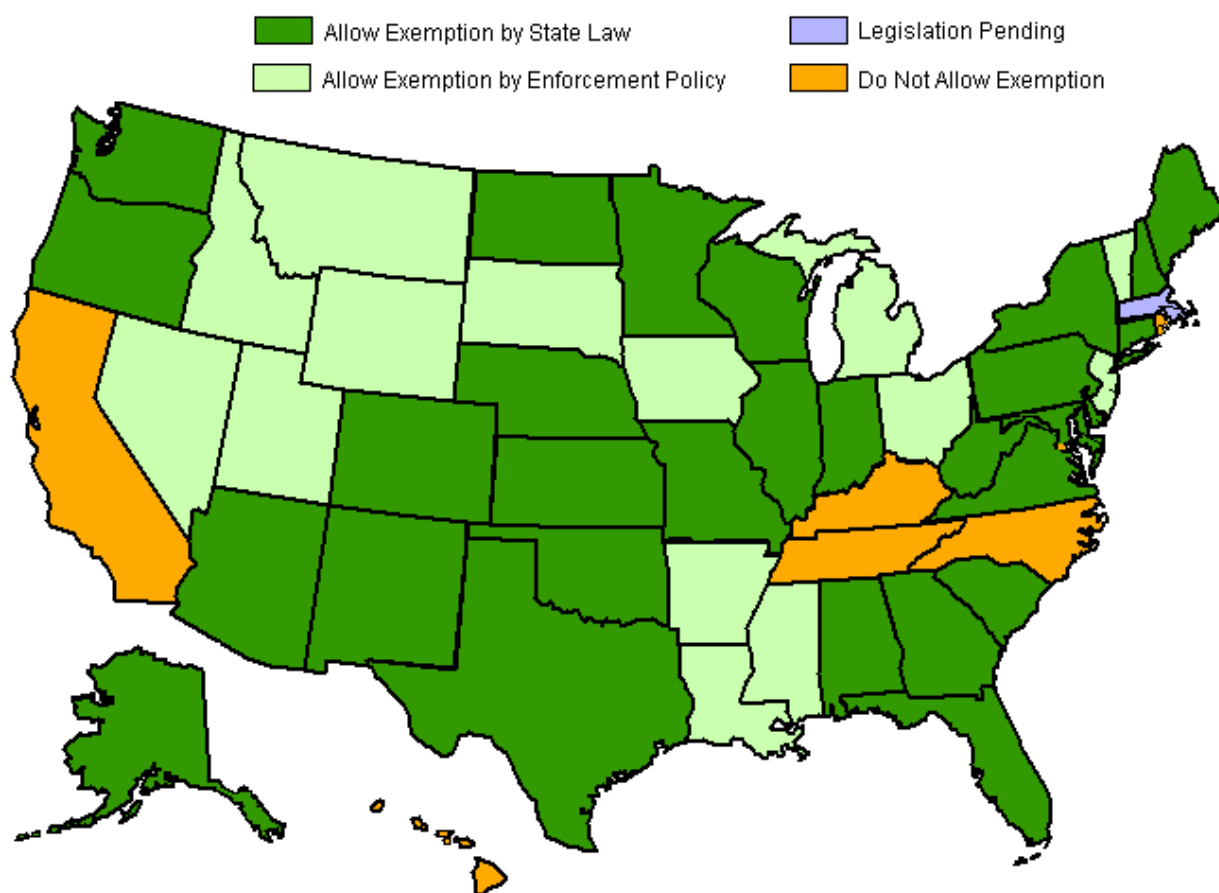 Allow Exemption by State Law
Legislation Pending
Allow Exemption by Enforcement Policy
Do Not Allow Exemption